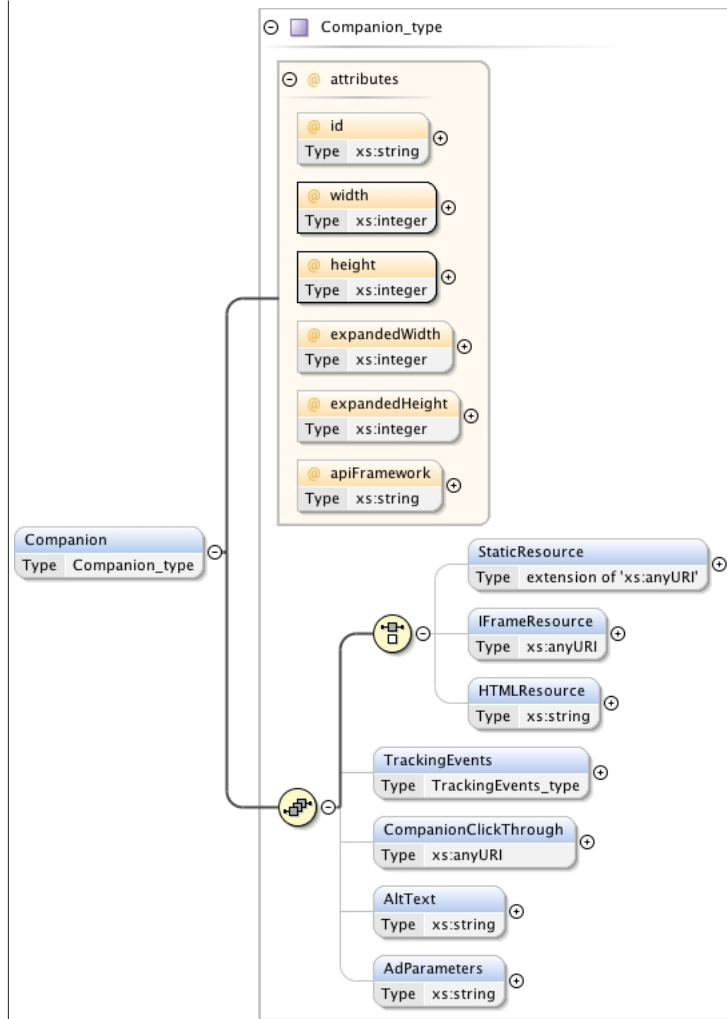 Companion_type
@ attributes
@ id
Type xs:string
@ width
Type xs:integer
@ height
Type xs:integer
@ expandedWidth
Type xs:integer
@ expandedHeight
Type xs:integer
@ apiFramework
Type xs:string
Companion
Type Companion_type
StaticResource
Type extension of 'xs:anyURI'
IFrameResource
Type xs:anyURI
HTMLResource
Type xs:string
TrackingEvents
Type TrackingEvents_type
CompanionClickThrough
Type xs:anyURI
AltText
Type xs:string
AdParameters
Type xs:string